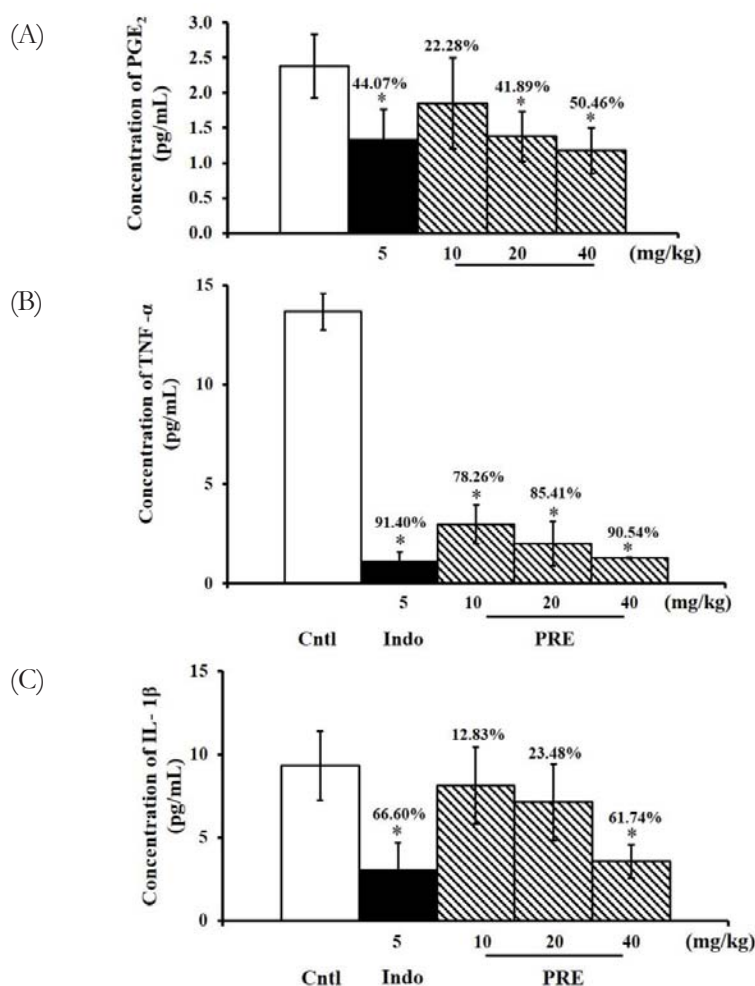 (A)
Concentration of PGE₂
(pg/mL)
3.0
2.5
2.0
1.5
1.0
0.5
0.0
44.07%
*
22.28%
41.89%
*
50.46%
*
5 10 20 40 (mg/kg)
(B)
Concentration of TNF -α
(pg/mL)
15
10
5
0
91.40%
*
78.26%
*
85.41%
*
90.54%
*
5 10 20 40 (mg/kg)
Cntl Indo PRE
(C)
Concentration of IL- 1β
(pg/mL)
15
10
5
0
66.60%
*
12.83%
23.48%
61.74%
*
5 10 20 40 (mg/kg)
Cntl Indo PRE